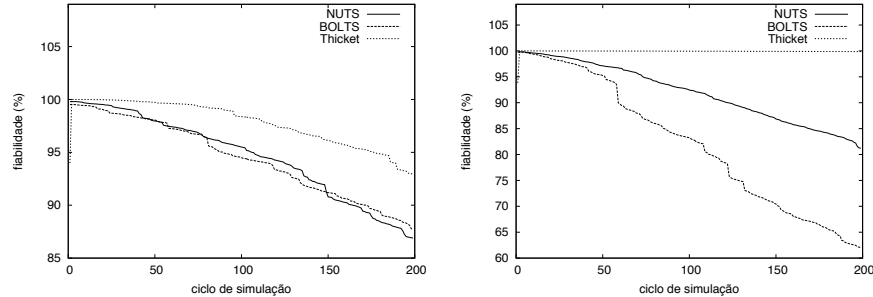 NUTS
BOLTS
Thicket
fiabilidade (%)
105
100
95
90
85
0
50
100
150
200
ciclo de simulação
NUTS
BOLTS
Thicket
fiabilidade (%)
105
100
95
90
85
80
75
70
65
60
0
50
100
150
200
ciclo de simulação